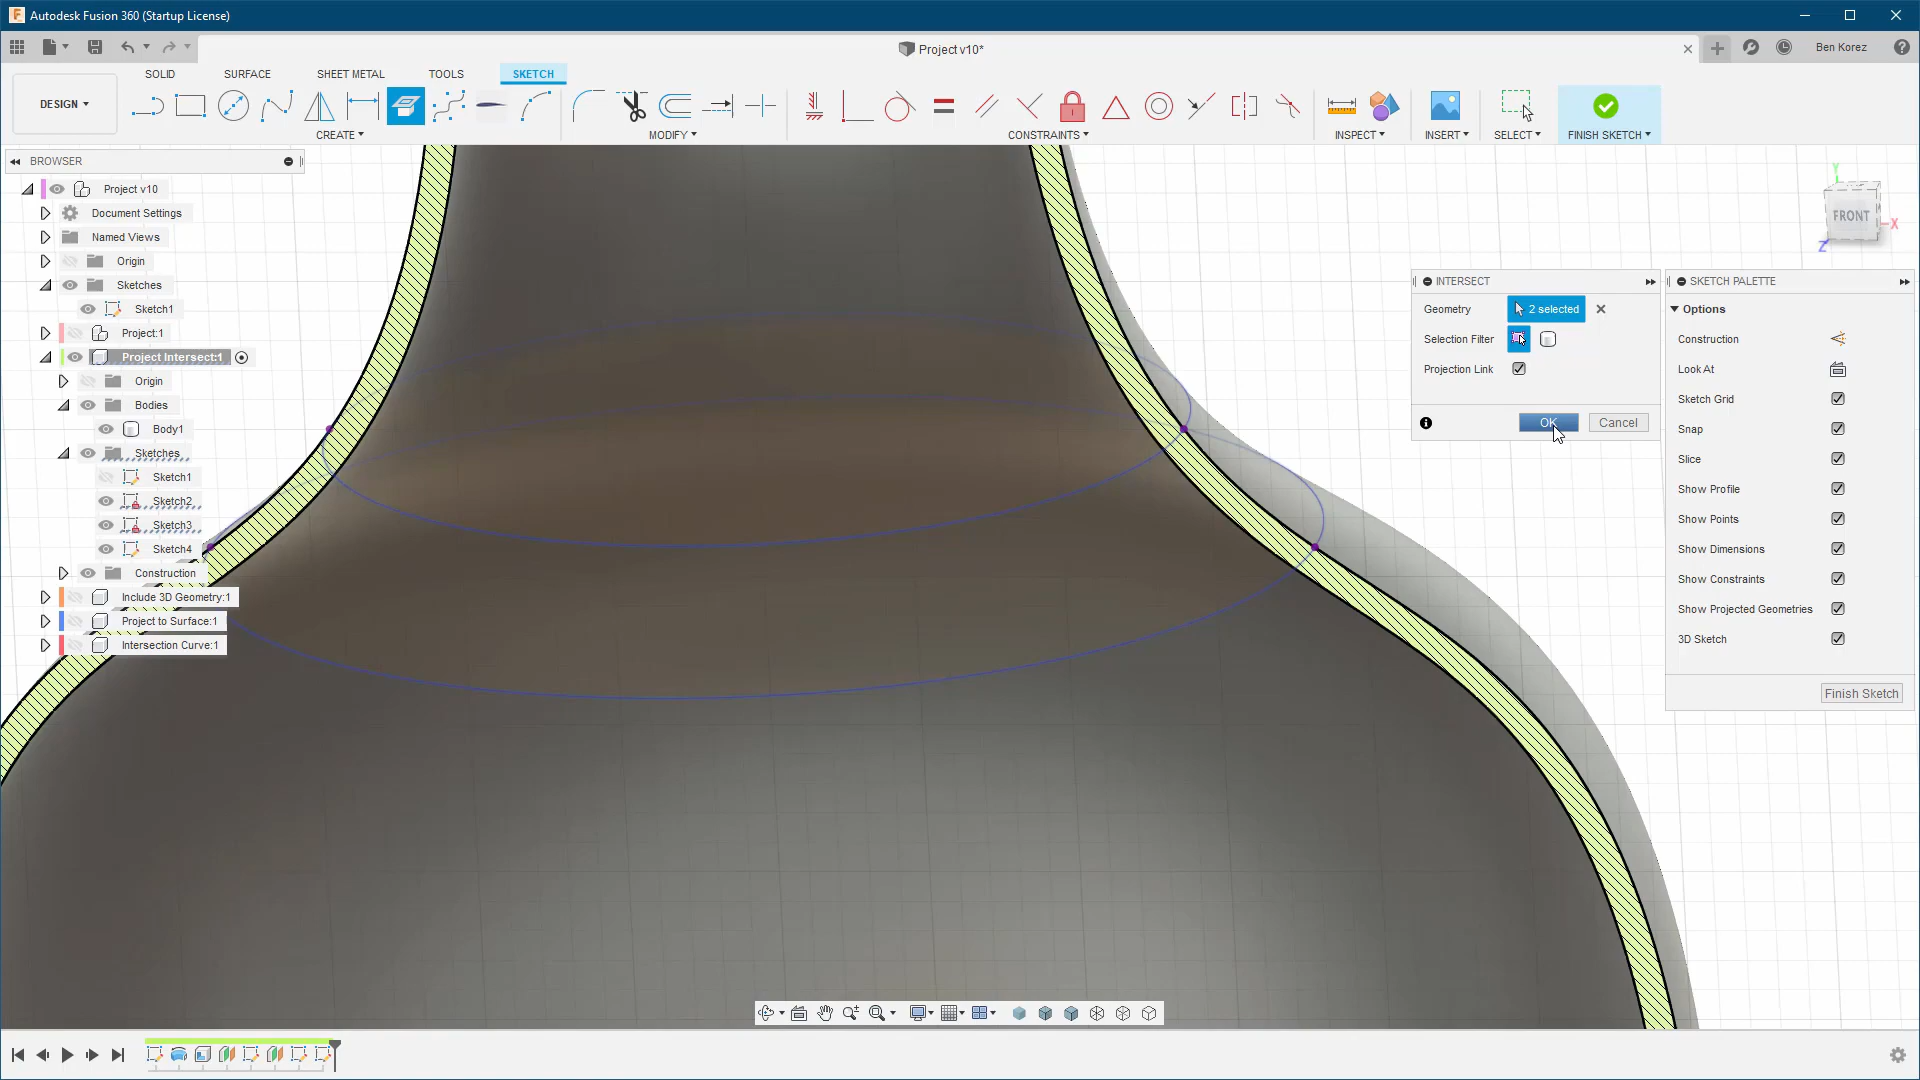 Autodesk Fusion 360 (Startup License)
Project v10*
Ben Korez
SOLID SURFACE SHEET METAL TOOLS SKETCH
DESIGN
CREATE MODIFY CONSTRAINTS INSPECT INSERT SELECT FINISH SKETCH
BROWSER
Project v10
Document Settings
Named Views
Origin
Sketches
Sketch1
Project:1
Project Intersect:1
Origin
Bodies
Body1
Sketches
Sketch1
Sketch2
Sketch3
Sketch4
Construction
Include 3D Geometry:1
Project to Surface:1
Intersection Curve:1
Y
FRONT
X
Z
INTERSECT
Geometry 2 selected
Selection Filter
Projection Link
OK Cancel
SKETCH PALETTE
Options
Construction
Look At
Sketch Grid
Snap
Slice
Show Profile
Show Points
Show Dimensions
Show Constraints
Show Projected Geometries
3D Sketch
Finish Sketch